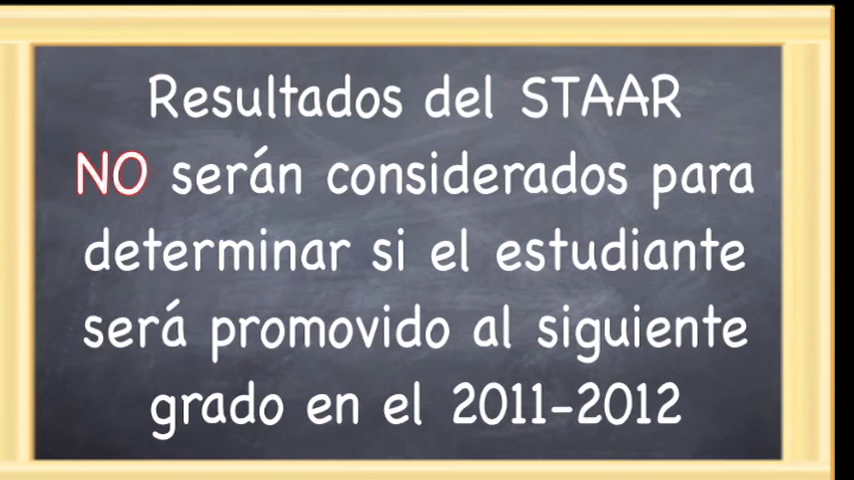 Resultados del STAAR
NO serán considerados para
determinar si el estudiante
será promovido al siguiente
grado en el 2011-2012